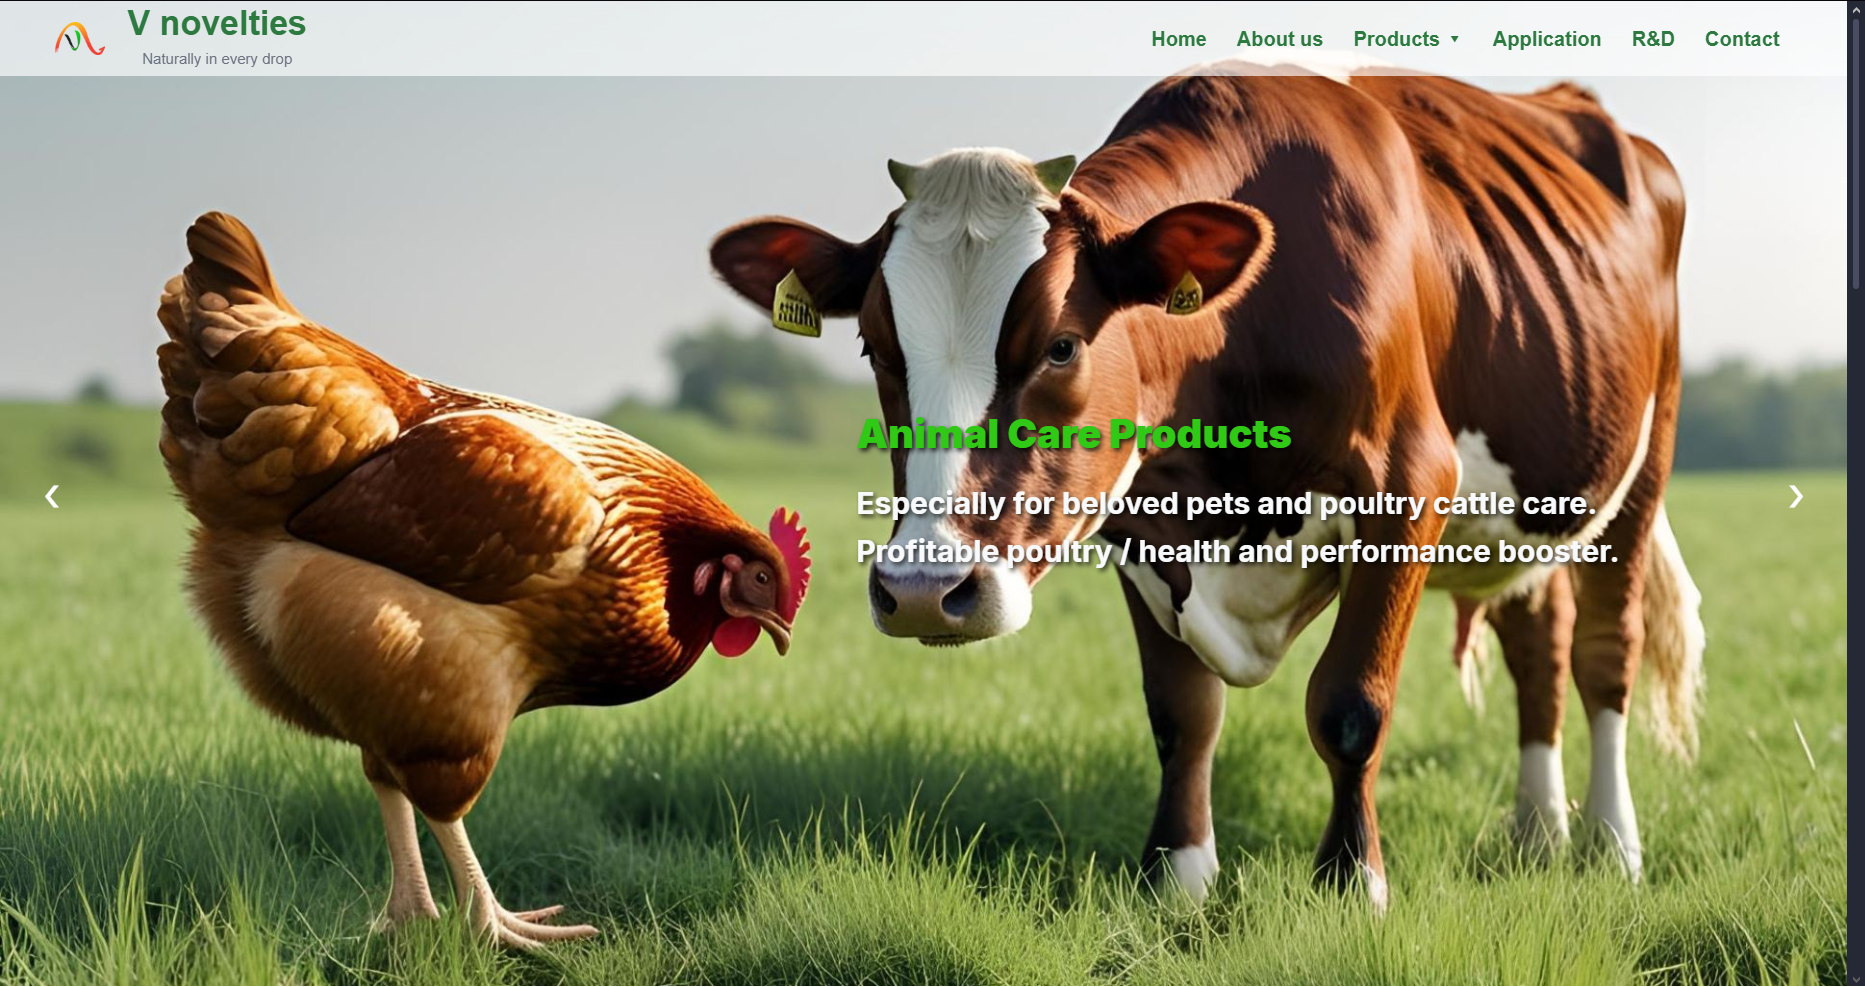 V novelties
Naturally in every drop
Home About us Products ▼ Application R&D Contact
Animal Care Products
Especially for beloved pets and poultry cattle care.
Profitable poultry / health and performance booster.